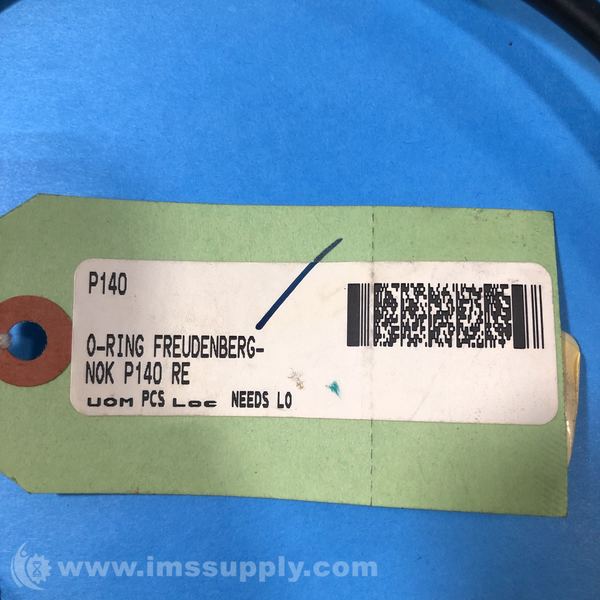 P140
O-RING FREUDENBERG-
NOK P140 RE
UOM PCS Loc NEEDS LO
www.imssupply.com